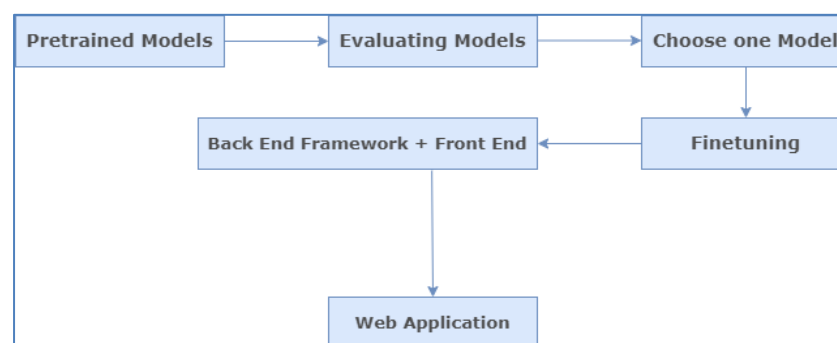 Pretrained Models
Evaluating Models
Choose one Model
Finetuning
Back End Framework + Front End
Web Application